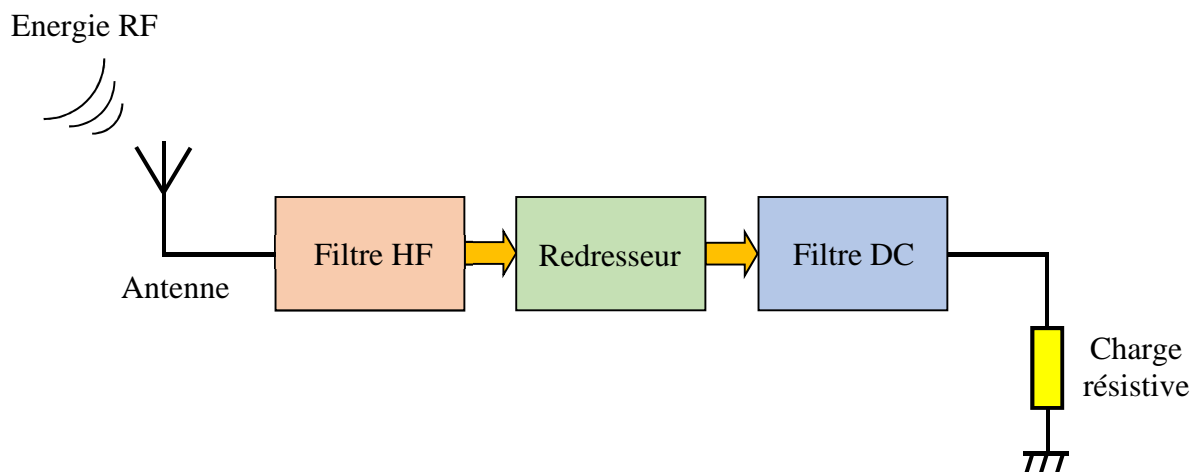 Energie RF
Filtre HF
Redresseur
Filtre DC
Antenne
Charge
résistive